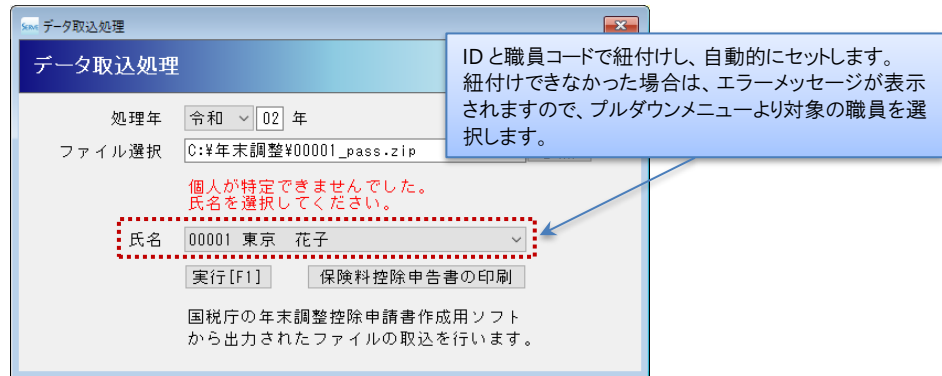 Serve データ取込処理
データ取込処理
IDと職員コードで紐付けし、自動的にセットします。
紐付けできなかった場合は、エラーメッセージが表示
されますので、プルダウンメニューより対象の職員を選
択します。
処理年 令和 02 年
ファイル選択 C:¥年末調整¥00001_pass.zip
個人が特定できませんでした。
氏名を選択してください。
氏名 00001 東京 花子
実行[F1] 保険料控除申告書の印刷
国税庁の年末調整控除申請書作成用ソフト
から出力されたファイルの取込を行います。